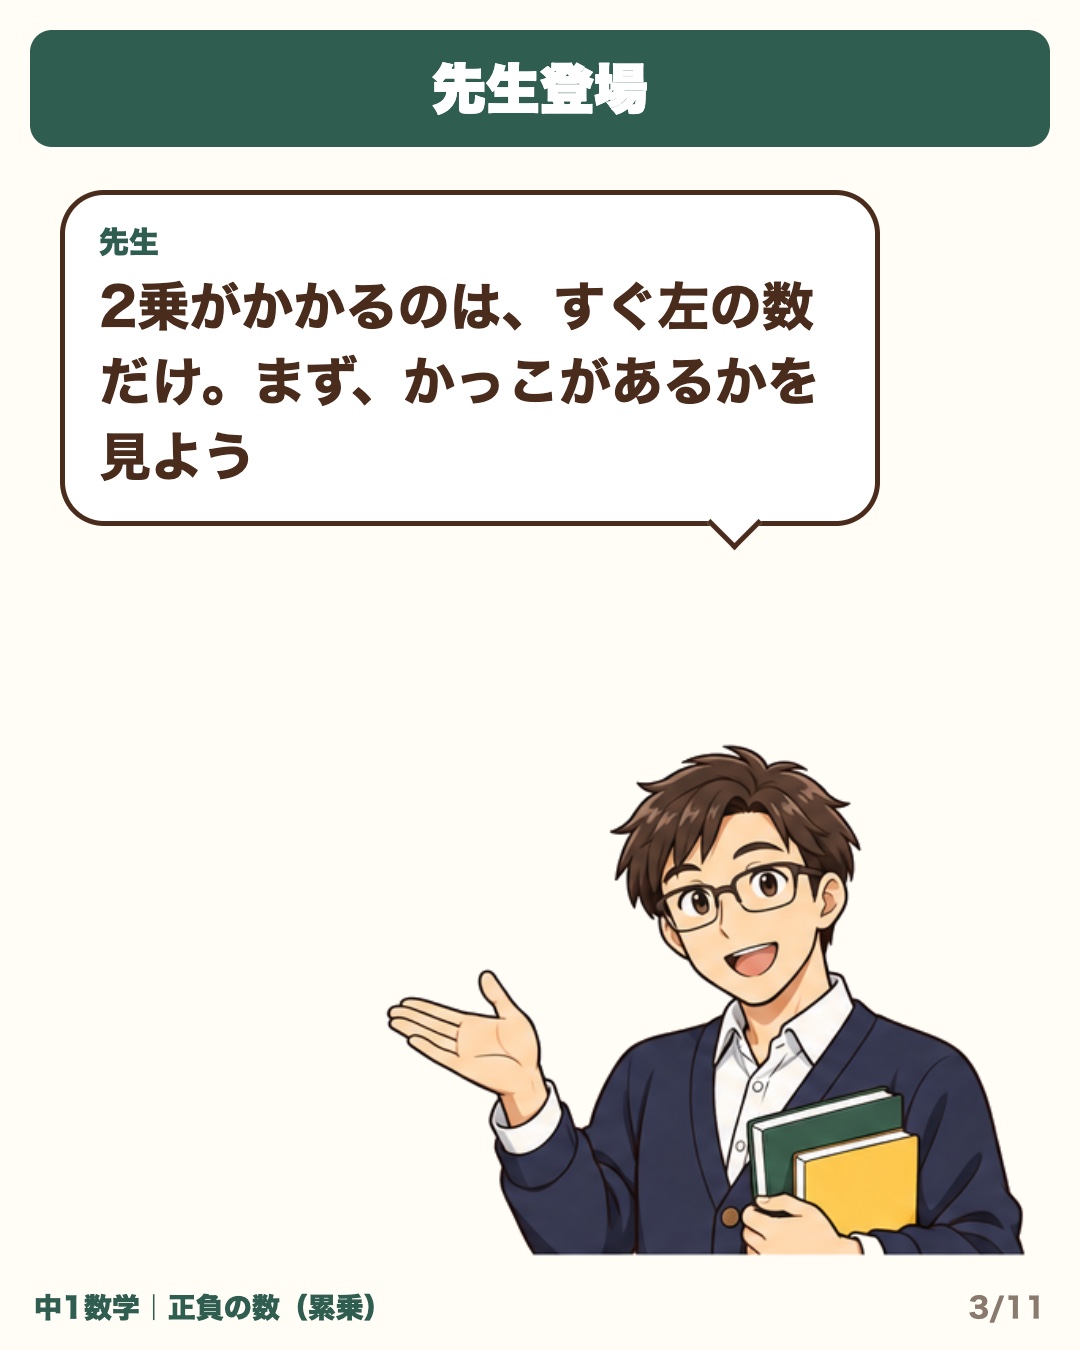 先生登場
先生
2乗がかかるのは、すぐ左の数
だけ。まず、かっこがあるかを
見よう
中1数学｜正負の数（累乗）
3/11